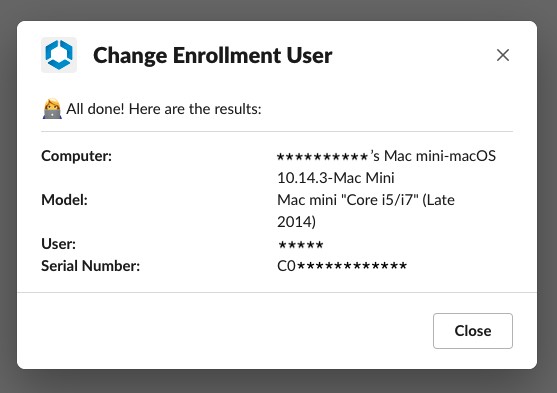 Change Enrollment User
All done! Here are the results:
Computer: **********'s Mac mini-macOS
10.14.3-Mac Mini
Model: Mac mini "Core i5/i7" (Late
2014)
User: *****
Serial Number: C0************
Close